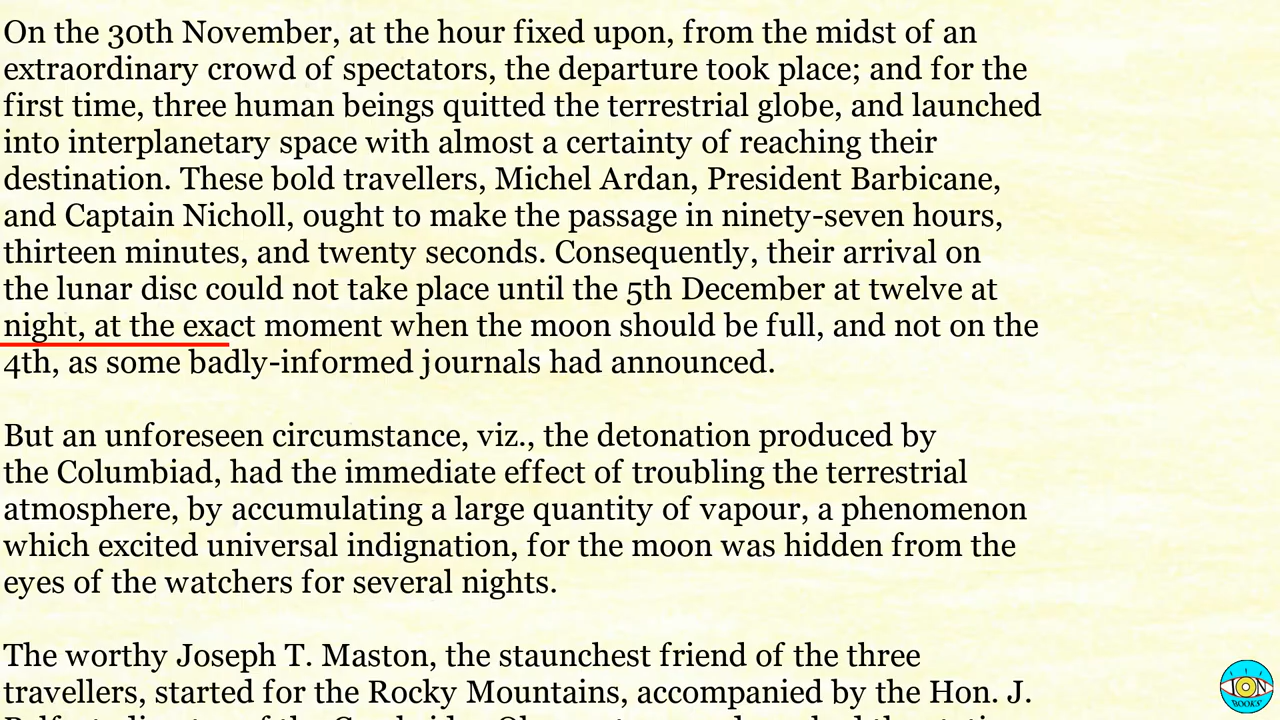 On the 30th November, at the hour fixed upon, from the midst of an
extraordinary crowd of spectators, the departure took place; and for the
first time, three human beings quitted the terrestrial globe, and launched
into interplanetary space with almost a certainty of reaching their
destination. These bold travellers, Michel Ardan, President Barbicane,
and Captain Nicholl, ought to make the passage in ninety-seven hours,
thirteen minutes, and twenty seconds. Consequently, their arrival on
the lunar disc could not take place until the 5th December at twelve at
night, at the exact moment when the moon should be full, and not on the
4th, as some badly-informed journals had announced.
But an unforeseen circumstance, viz., the detonation produced by
the Columbiad, had the immediate effect of troubling the terrestrial
atmosphere, by accumulating a large quantity of vapour, a phenomenon
which excited universal indignation, for the moon was hidden from the
eyes of the watchers for several nights.
The worthy Joseph T. Maston, the staunchest friend of the three
travellers, started for the Rocky Mountains, accompanied by the Hon. J.
ION
BOOKS